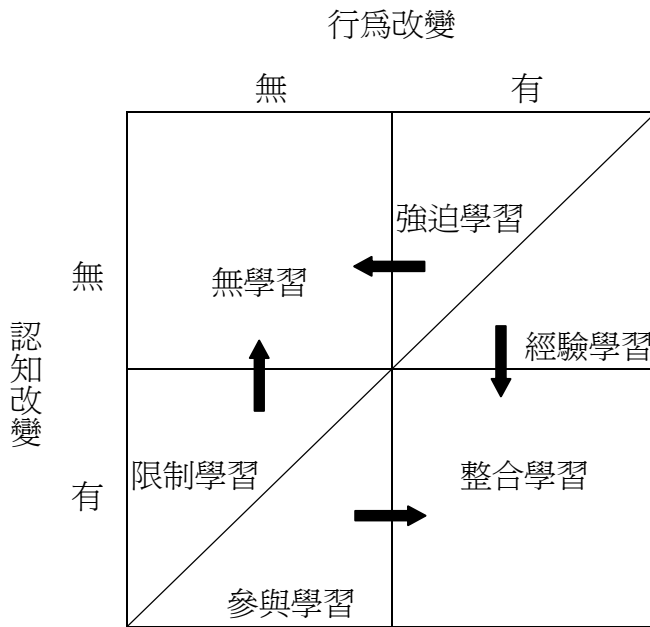 行爲改變
無
有
強迫學習
無學習
無
經驗學習
認知改變
限制學習
整合學習
有
參與學習